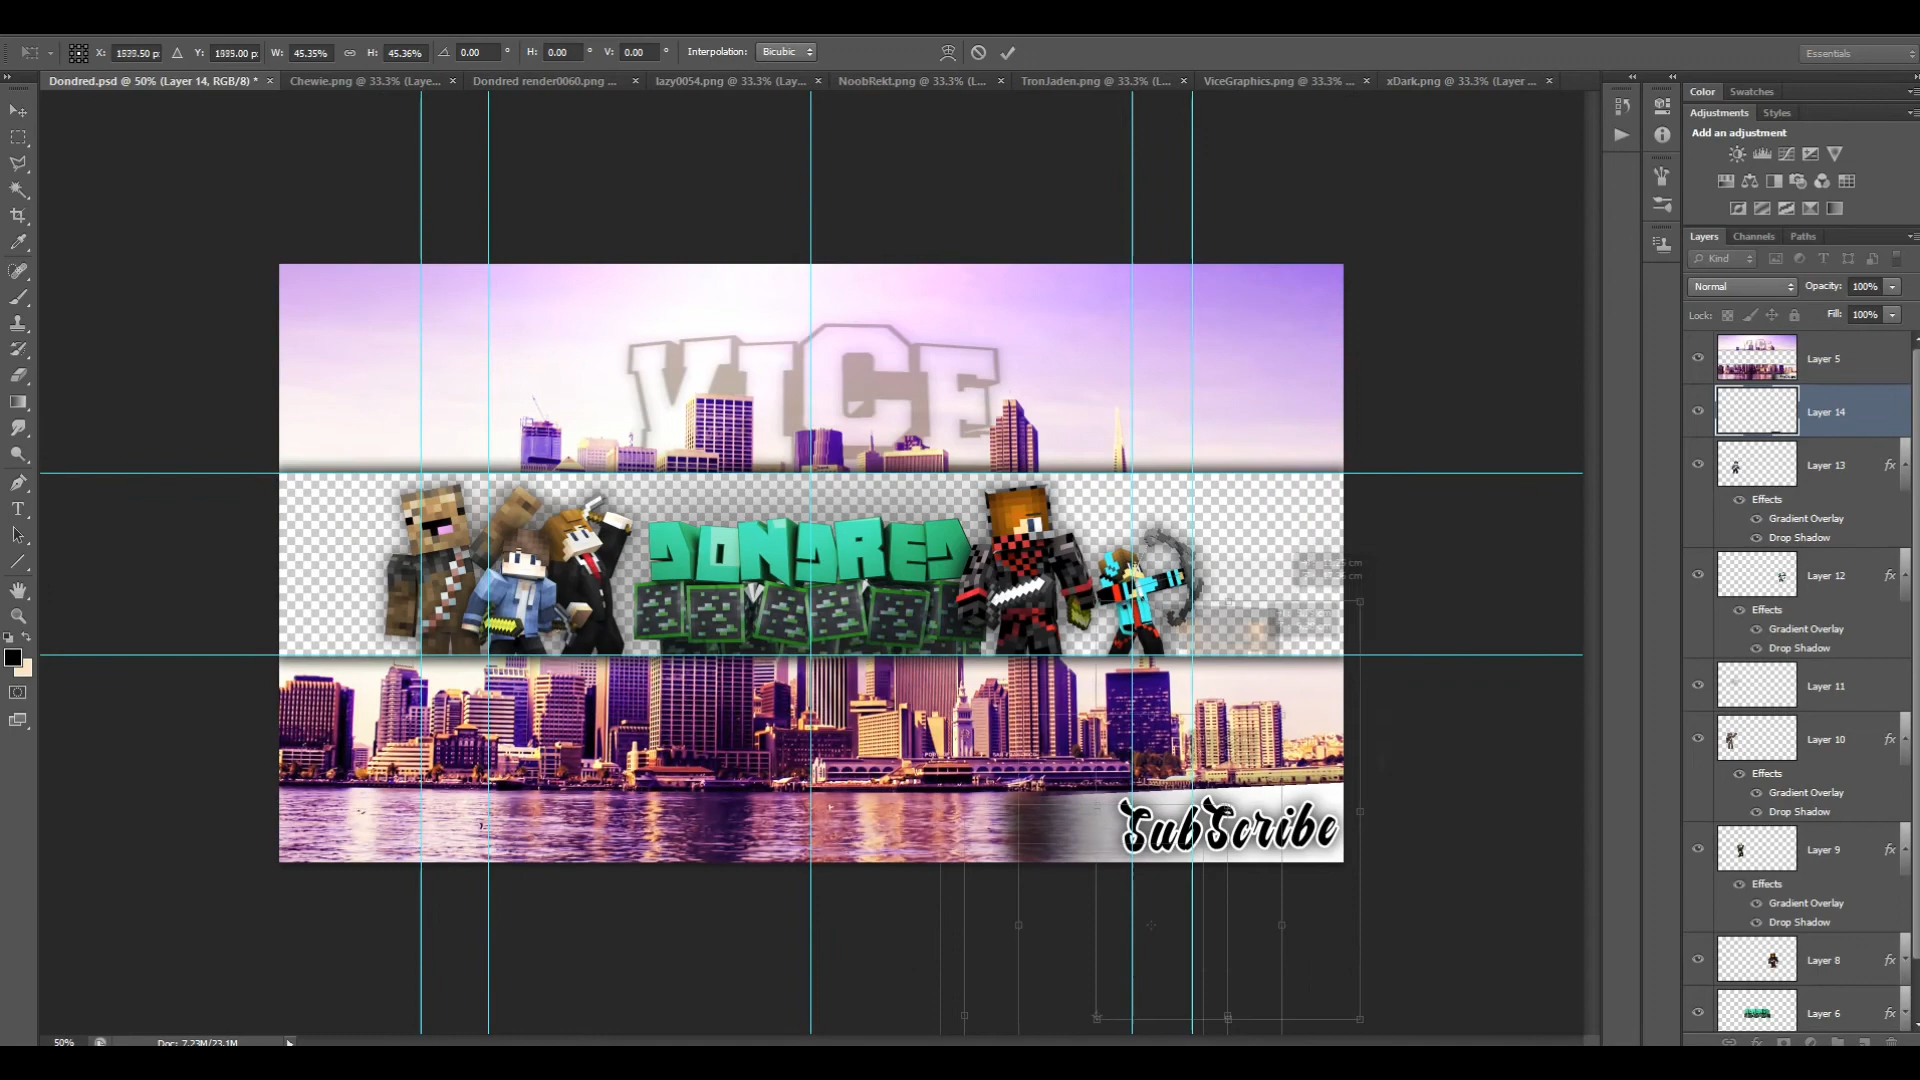 X: 1539.50 px Y: 1935.00 px W: 45.35% H: 45.36% 0.00 ° H: 0.00 ° V: 0.00 ° Interpolation: Bicubic Essentials
Dondred.psd @ 50% (Layer 14, RGB/8) * × Chewie.png @ 33.3% (Laye... × Dondred render0060.png ... × lazy0054.png @ 33.3% (Lay... × NoobRekt.png @ 33.3% (L... × TronJaden.png @ 33.3% (L... × ViceGraphics.png @ 33.3% ... × xDark.png @ 33.3% (Layer ... ×
Color Swatches
Adjustments Styles
Add an adjustment
Layers Channels Paths
Kind
Normal Opacity: 100%
Lock: Fill: 100%
VICE
Layer 5
Layer 14
Layer 13 fx
Effects
Gradient Overlay
Drop Shadow
DONDRED
Layer 12 fx
Effects
Gradient Overlay
Drop Shadow
Layer 11
Layer 10 fx
Effects
Gradient Overlay
Drop Shadow
SubScribe
Layer 9 fx
Effects
Gradient Overlay
Drop Shadow
Layer 8 fx
Layer 6 fx
50% Doc: 7.23M/23.1M